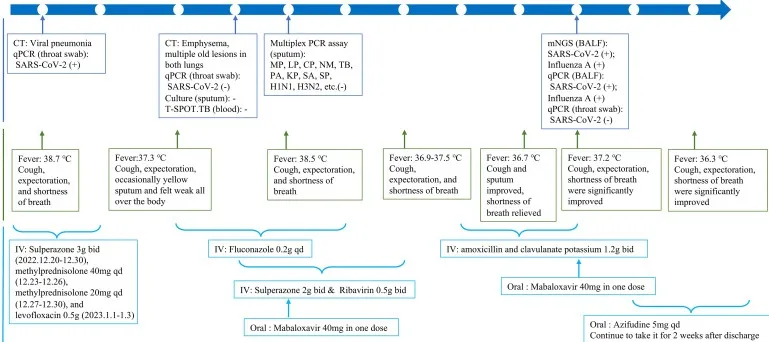 CT: Viral pneumonia
qPCR (throat swab):
SARS-CoV-2 (+)
CT: Emphysema,
multiple old lesions in
both lungs
qPCR (throat swab):
SARS-CoV-2 (-)
Culture (sputum): -
T-SPOT.TB (blood): -
Multiplex PCR assay
(sputum):
MP, LP, CP, NM, TB,
PA, KP, SA, SP,
H1N1, H3N2, etc.(-)
mNGS (BALF):
SARS-CoV-2 (+);
Influenza A (+)
qPCR (BALF):
SARS-CoV-2 (+);
Influenza A (+)
qPCR (throat swab):
SARS-CoV-2 (-)
Fever: 38.7 ℃
Cough,
expectoration,
and shortness
of breath
Fever:37.3 ℃
Cough, expectoration,
occasionally yellow
sputum and felt weak all
over the body
Fever: 38.5 ℃
Cough, expectoration,
and shortness of
breath
Fever: 36.9-37.5 ℃
Cough,
expectoration, and
shortness of breath
Fever: 36.7 ℃
Cough and
sputum
improved,
shortness of
breath relieved
Fever: 37.2 ℃
Cough, expectoration,
shortness of breath
were significantly
improved
Fever: 36.3 ℃
Cough, expectoration,
shortness of breath
were significantly
improved
IV: Sulperazone 3g bid
(2022.12.20-12.30),
methylprednisolone 40mg qd
(12.23-12.26),
methylprednisolone 20mg qd
(12.27-12.30), and
levofloxacin 0.5g (2023.1.1-1.3)
IV: Fluconazole 0.2g qd
IV: Sulperazone 2g bid & Ribavirin 0.5g bid
Oral : Mabaloxavir 40mg in one dose
IV: amoxicillin and clavulanate potassium 1.2g bid
Oral : Mabaloxavir 40mg in one dose
Oral : Azifudine 5mg qd
Continue to take it for 2 weeks after discharge